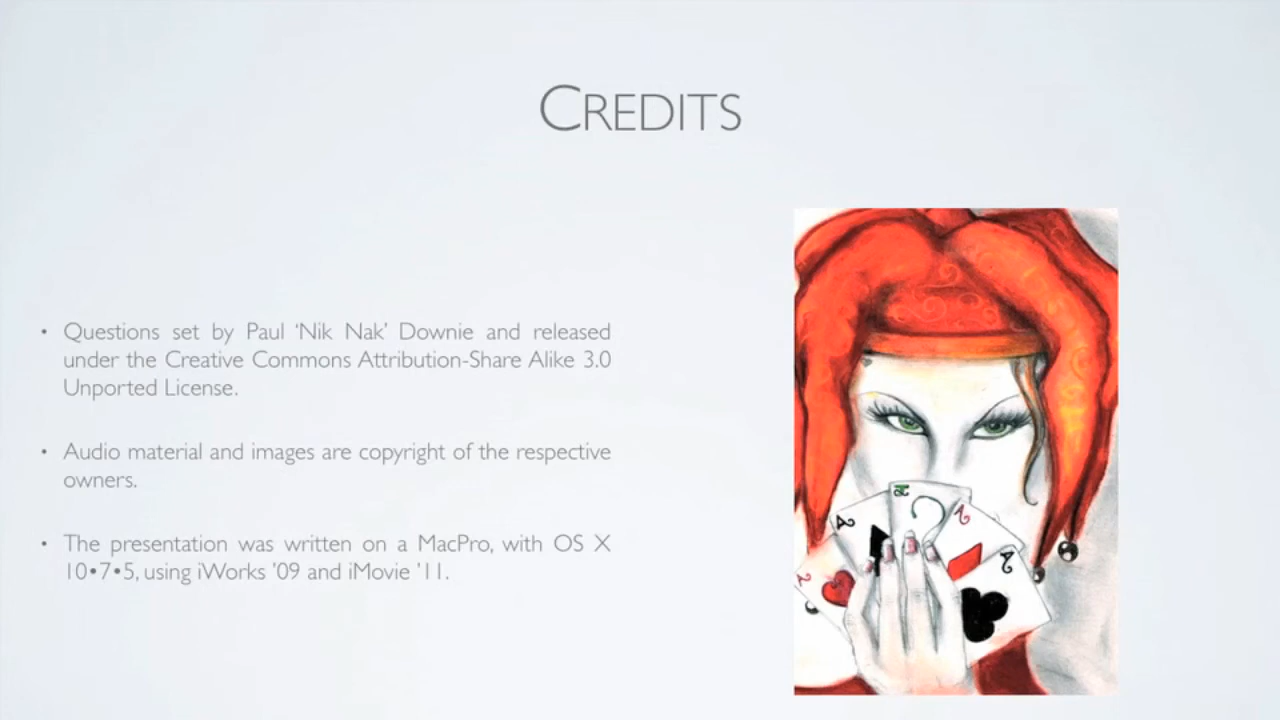 CREDITS
• Questions set by Paul ‘Nik Nak’ Downie and released
under the Creative Commons Attribution-Share Alike 3.0
Unported License.
• Audio material and images are copyright of the respective
owners.
• The presentation was written on a MacPro, with OS X
10•7•5, using iWorks ’09 and iMovie ’11.